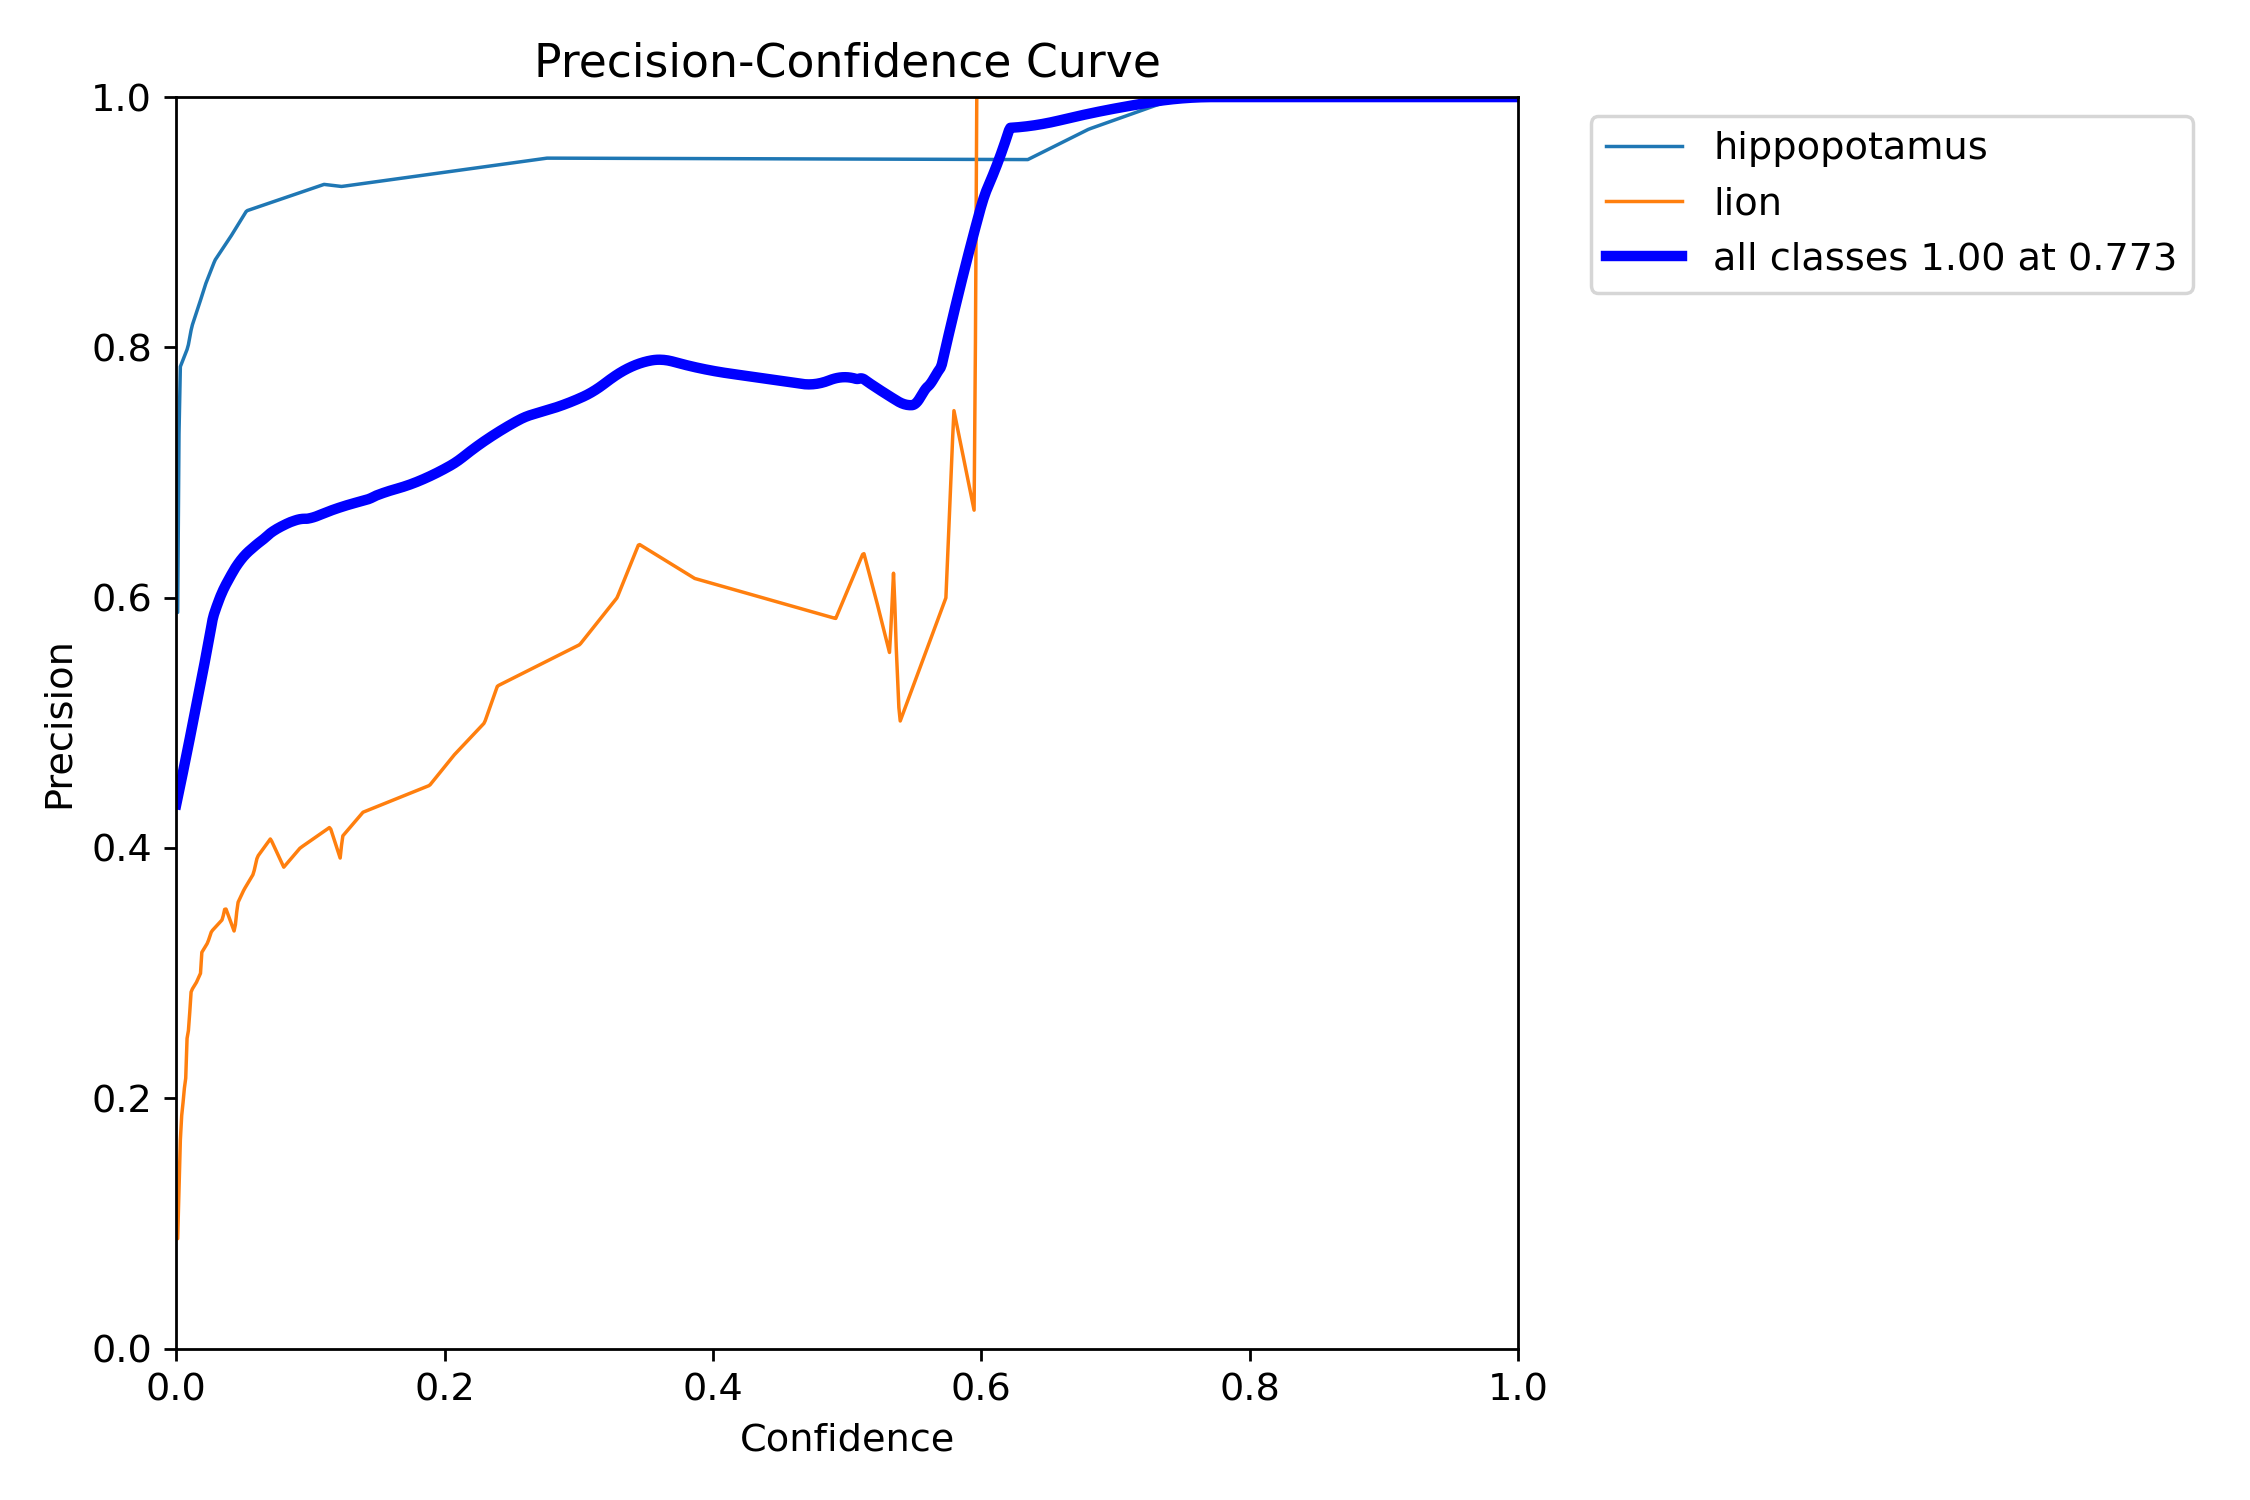 Precision-Confidence Curve
1.0
0.8
0.6
0.4
0.2
0.0
Precision
0.0 0.2 0.4 0.6 0.8 1.0
Confidence
hippopotamus
lion
all classes 1.00 at 0.773